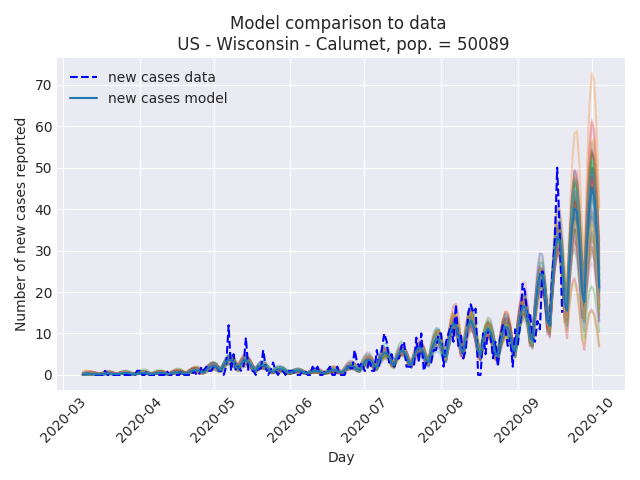 Model comparison to data
US - Wisconsin - Calumet, pop. = 50089
new cases data
new cases model
Number of new cases reported
70
60
50
40
30
20
10
0
2020-03
2020-04
2020-05
2020-06
2020-07
2020-08
2020-09
2020-10
Day